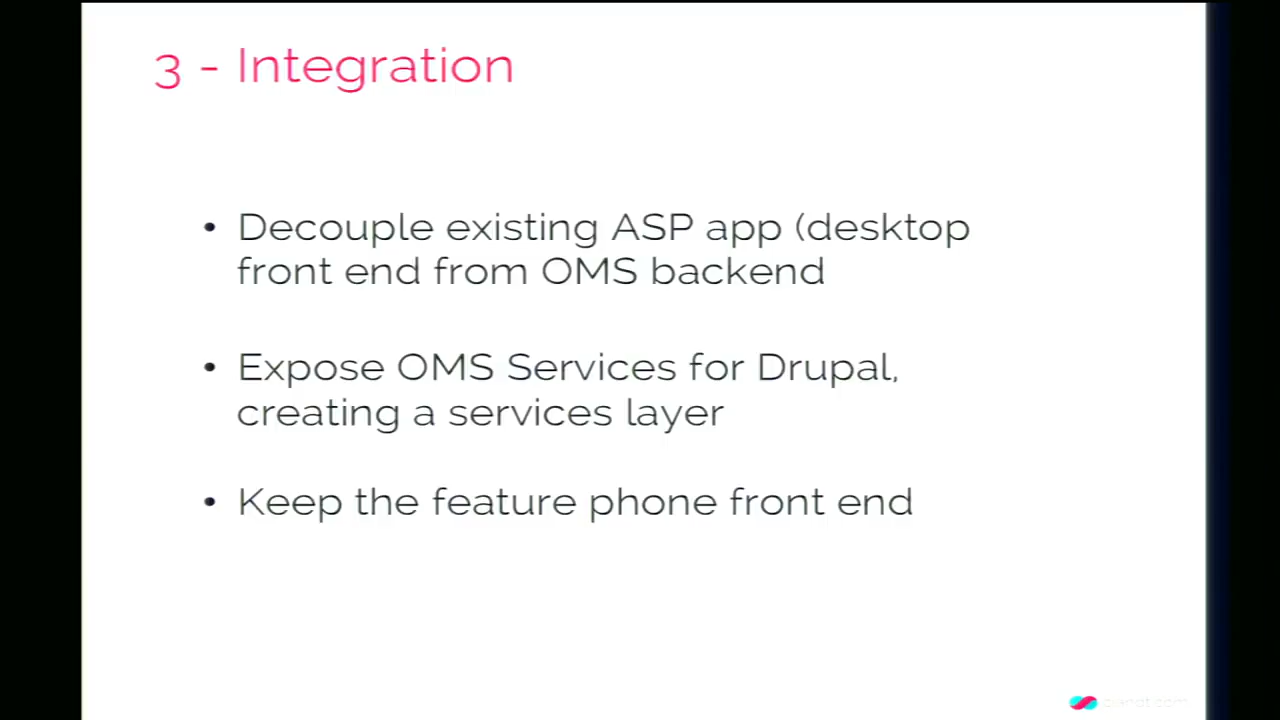 3 - Integration
• Decouple existing ASP app (desktop
front end from OMS backend
• Expose OMS Services for Drupal,
creating a services layer
• Keep the feature phone front end